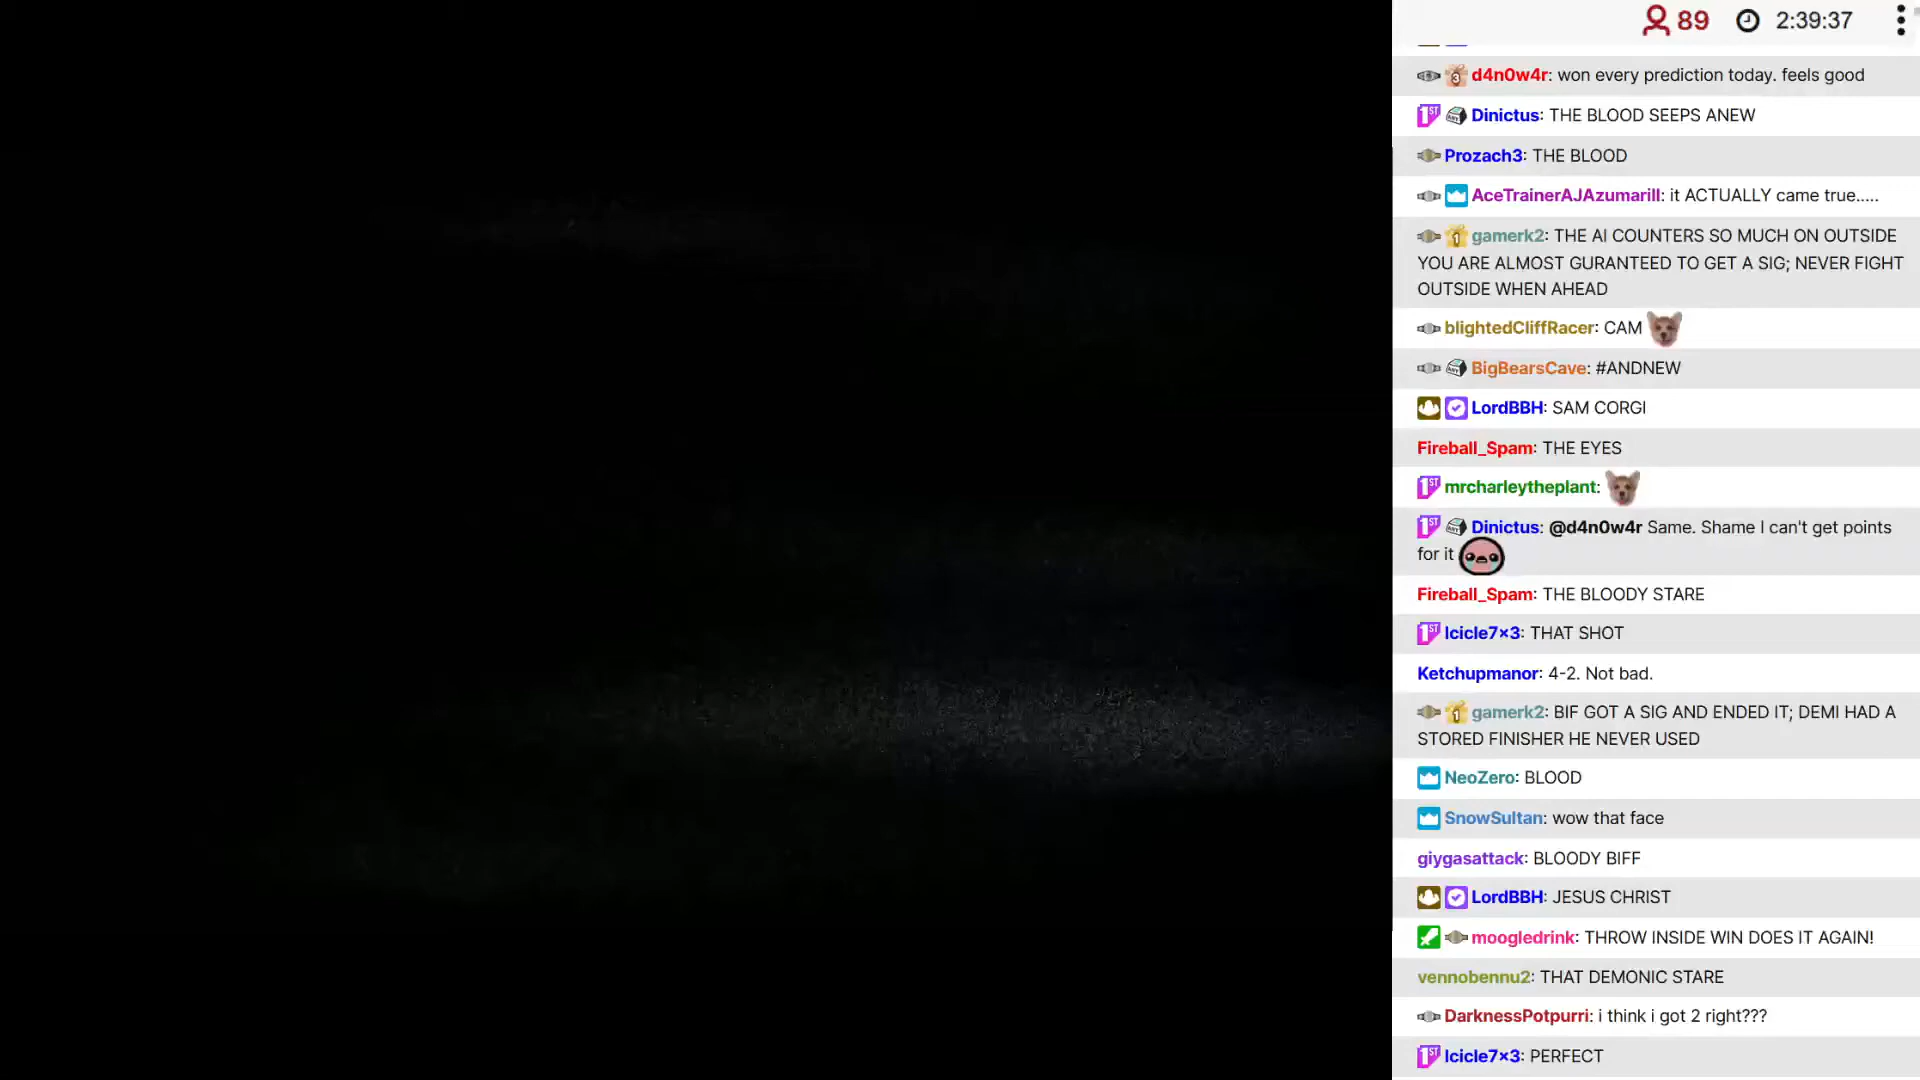 89 2:39:37
d4n0w4r: won every prediction today. feels good
Dinictus: THE BLOOD SEEPS ANEW
Prozach3: THE BLOOD
AceTrainerAJAzumarill: it ACTUALLY came true.....
gamerk2: THE AI COUNTERS SO MUCH ON OUTSIDE
YOU ARE ALMOST GURANTEED TO GET A SIG; NEVER FIGHT
OUTSIDE WHEN AHEAD
blightedCliffRacer: CAM
BigBearsCave: #ANDNEW
LordBBH: SAM CORGI
Fireball_Spam: THE EYES
mrcharleytheplant:
Dinictus: @d4n0w4r Same. Shame I can't get points
for it
Fireball_Spam: THE BLOODY STARE
Icicle7x3: THAT SHOT
Ketchupmanor: 4-2. Not bad.
gamerk2: BIF GOT A SIG AND ENDED IT; DEMI HAD A
STORED FINISHER HE NEVER USED
NeoZero: BLOOD
SnowSultan: wow that face
giygasattack: BLOODY BIFF
LordBBH: JESUS CHRIST
moogledrink: THROW INSIDE WIN DOES IT AGAIN!
vennobennu2: THAT DEMONIC STARE
DarknessPotpurri: i think i got 2 right???
Icicle7x3: PERFECT